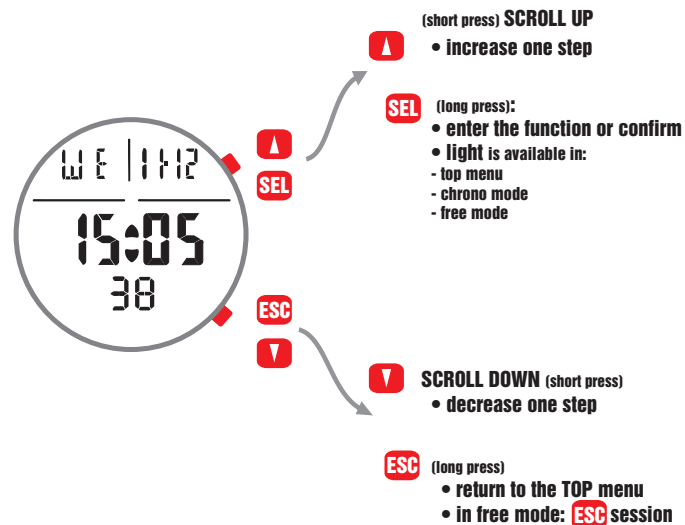 (short press) SCROLL UP
• increase one step
SEL (long press):
• enter the function or confirm
• light is available in:
- top menu
- chrono mode
- free mode
WE 11-12
SEL
15:05
38
ESC
SCROLL DOWN (short press)
• decrease one step
ESC (long press)
• return to the TOP menu
• in free mode: ESC session